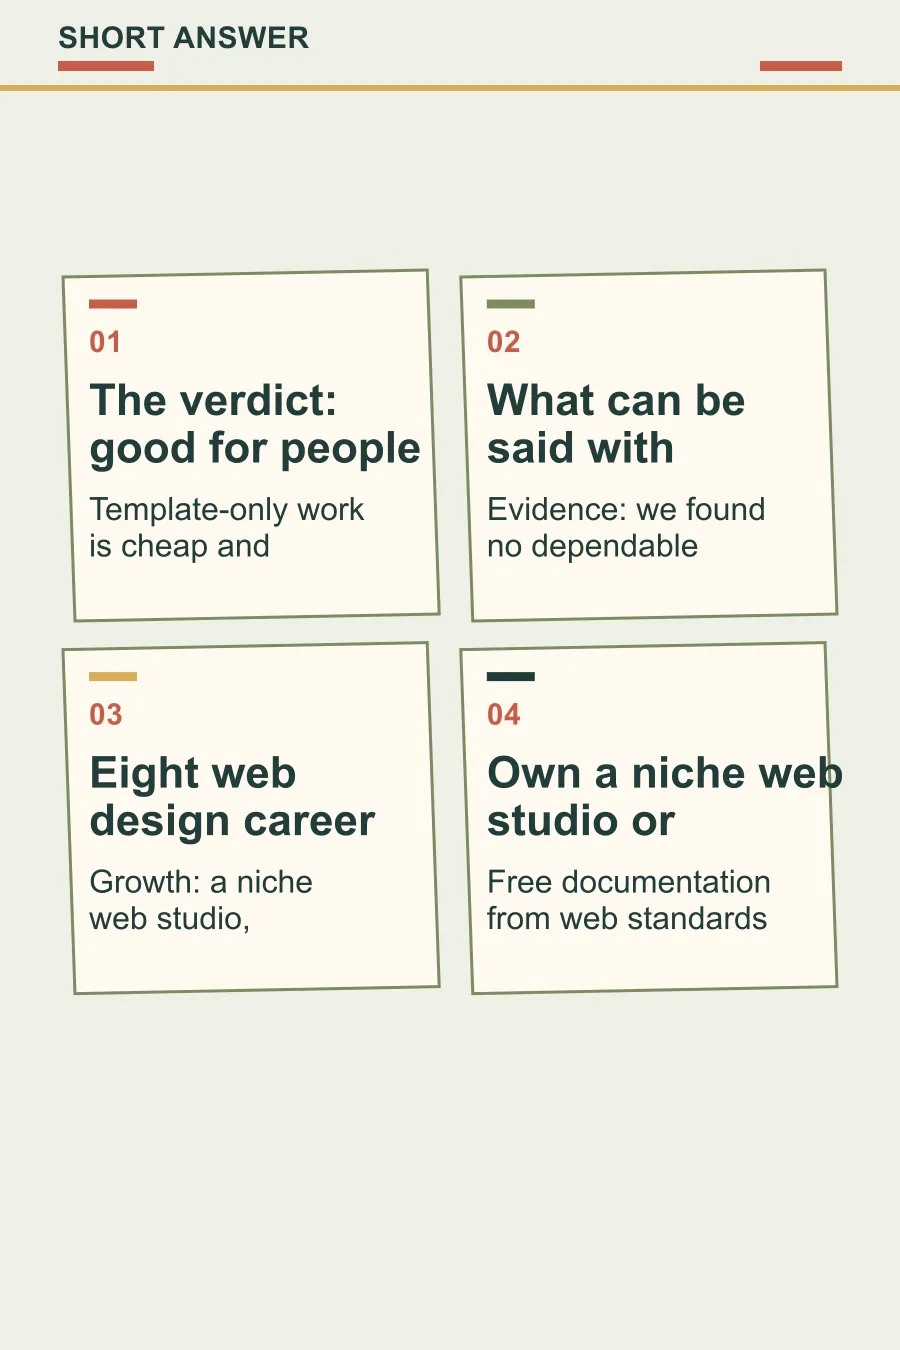 SHORT ANSWER
01
The verdict:
good for people
Template-only work
is cheap and
02
What can be
said with
Evidence: we found
no dependable
03
Eight web
design career
Growth: a niche
web studio,
04
Own a niche web
studio or
Free documentation
from web standards